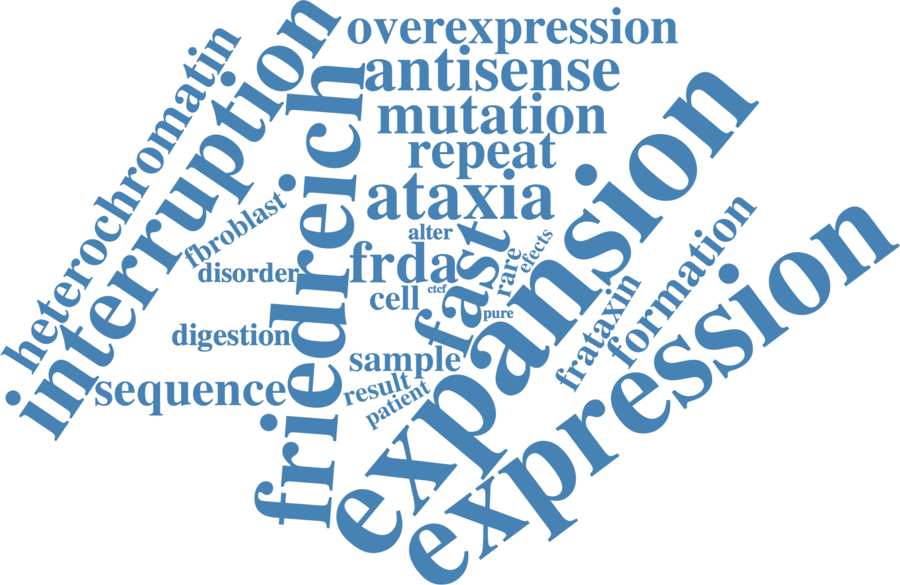 overexpression
antisense
mutation
repeat
ataxia
alter
frda
ctcf
cell
sample
result
patient
heterochromatin
interruption
friedreich
fbroblast
disorder
digestion
sequence
fast
rare
efects
pure
expansion
frataxin
formation
expression